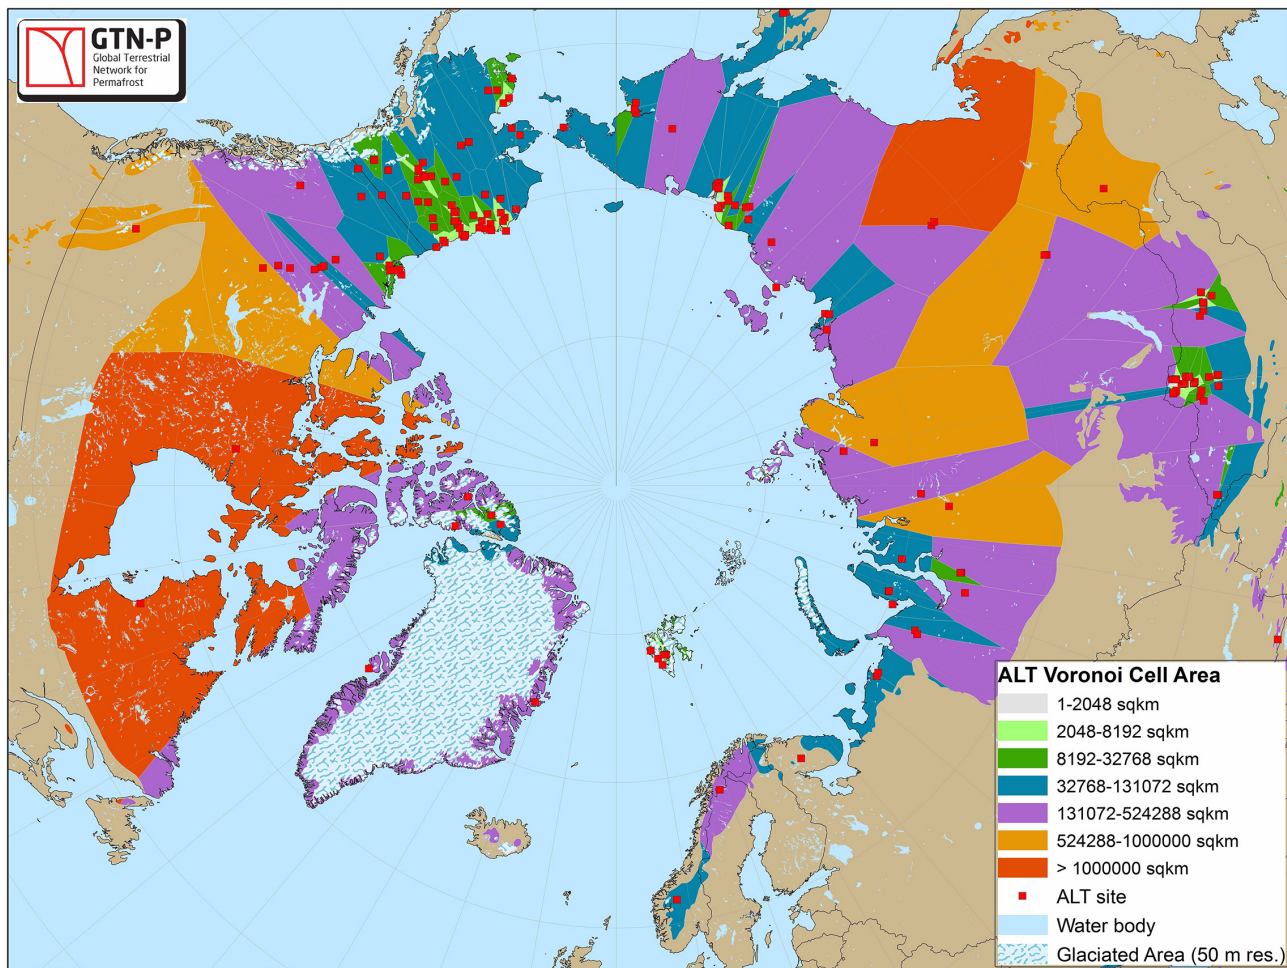 GTN-P
Global Terrestrial
Network for
Permafrost
ALT Voronoi Cell Area
1-2048 sqkm
2048-8192 sqkm
8192-32768 sqkm
32768-131072 sqkm
131072-524288 sqkm
524288-1000000 sqkm
> 1000000 sqkm
ALT site
Water body
Glaciated Area (50 m res.)